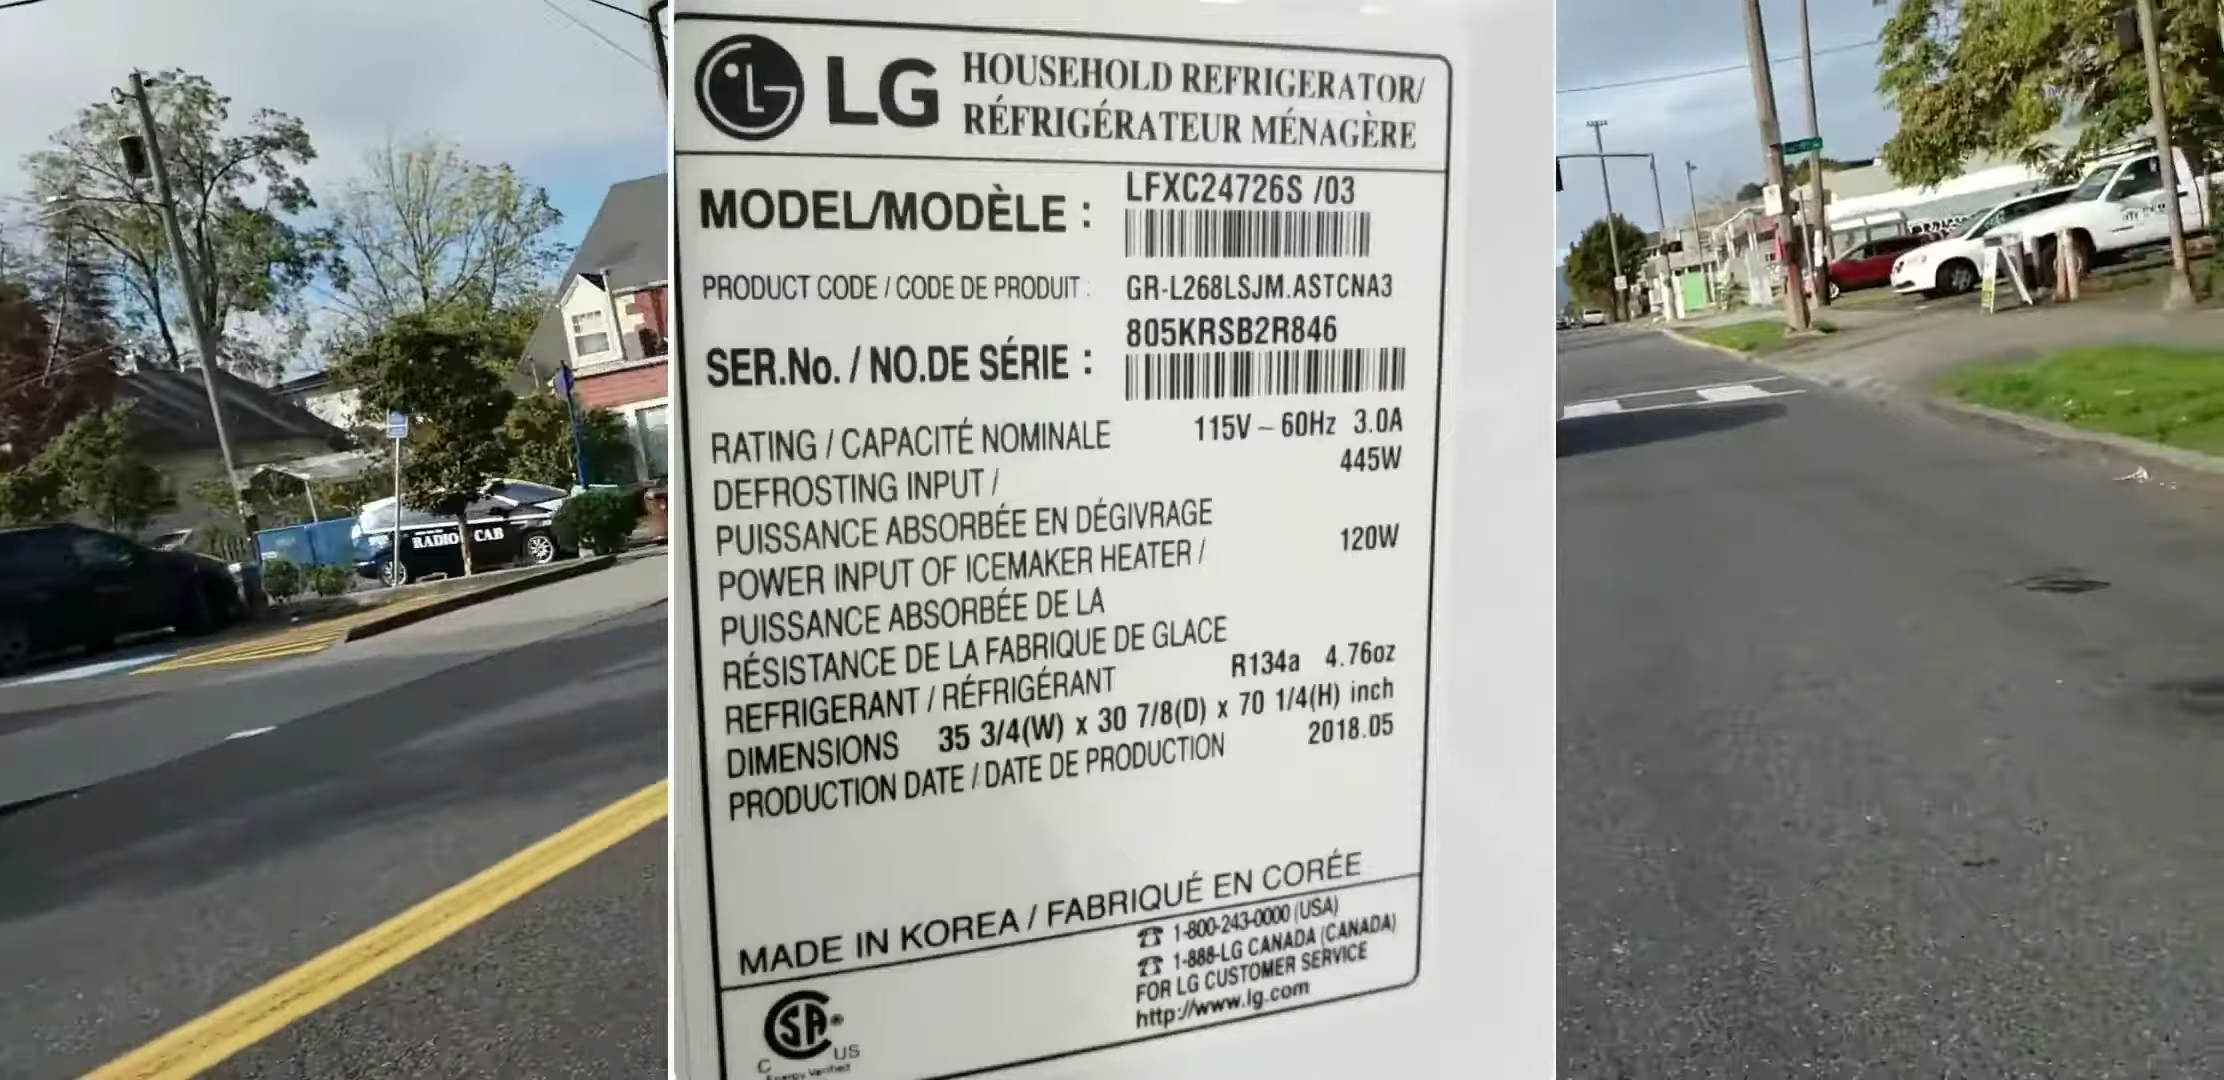 RADIO CAB
LG
HOUSEHOLD REFRIGERATOR/
RÉFRIGÉRATEUR MÉNAGÈRE
MODEL/MODÈLE : LFXC24726S /03
PRODUCT CODE / CODE DE PRODUIT : GR-L268LSJM.ASTCNA3
SER.No. / NO.DE SÉRIE : 805KRSB2R846
RATING / CAPACITÉ NOMINALE 115V ~ 60Hz 3.0A
DEFROSTING INPUT / 445W
PUISSANCE ABSORBÉE EN DÉGIVRAGE
POWER INPUT OF ICEMAKER HEATER / 120W
PUISSANCE ABSORBÉE DE LA
RÉSISTANCE DE LA FABRIQUE DE GLACE
REFRIGERANT / RÉFRIGÉRANT R134a 4.76oz
DIMENSIONS 35 3/4(W) x 30 7/8(D) x 70 1/4(H) inch
PRODUCTION DATE / DATE DE PRODUCTION 2018.05
MADE IN KOREA / FABRIQUÉ EN CORÉE
☎ 1-800-243-0000 (USA)
☎ 1-888-LG CANADA (CANADA)
FOR LG CUSTOMER SERVICE
http://www.lg.com
CSA®
C US
Energy Verified